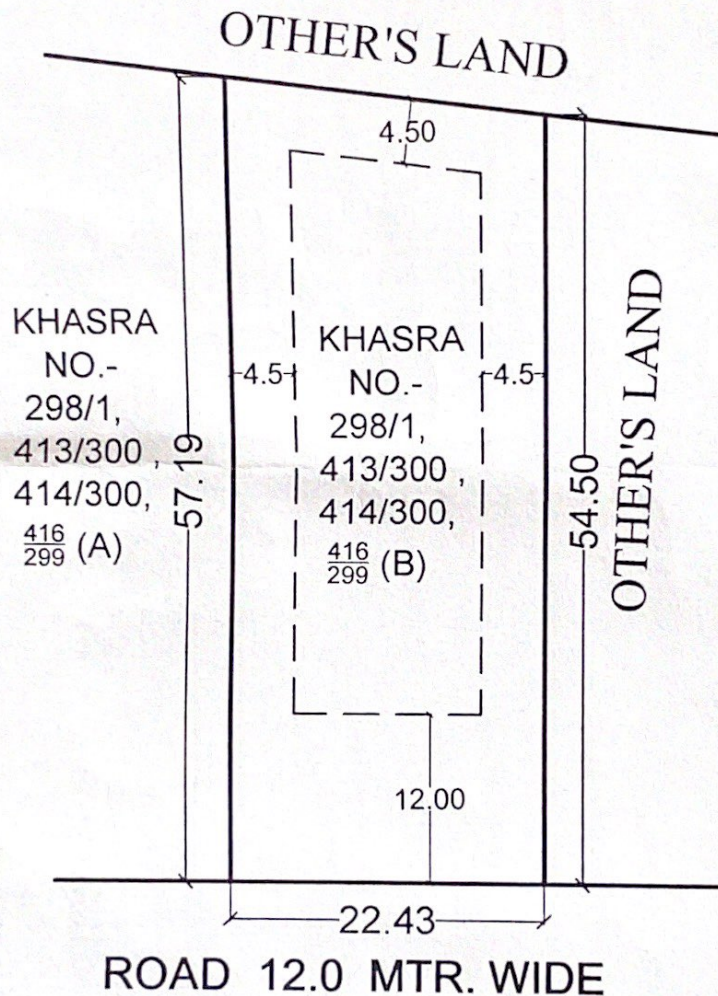 OTHER'S LAND
4.50
KHASRA
NO.-
298/1,
413/300 ,
414/300,
416
299 (A)
57.19
4.5
KHASRA
NO.-
298/1,
413/300 ,
414/300,
416
299 (B)
4.5
54.50
OTHER'S LAND
12.00
22.43
ROAD 12.0 MTR. WIDE